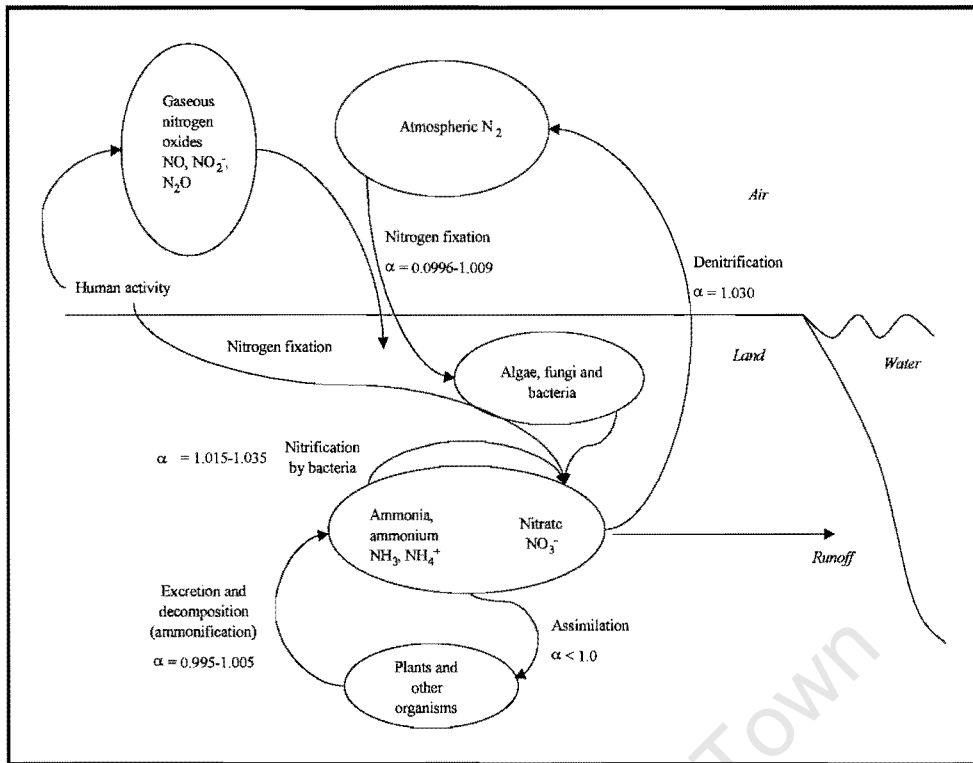 Gaseous
nitrogen
oxides
NO, NO₂⁻,
N₂O
Atmospheric N₂
Air
Nitrogen fixation
α = 0.0996-1.009
Denitrification
α = 1.030
Human activity
Nitrogen fixation
Land
Water
Algae, fungi and
bacteria
α = 1.015-1.035
Nitrification
by bacteria
Ammonia,
ammonium
NH₃, NH₄⁺
Nitrate
NO₃⁻
Runoff
Excretion and
decomposition
(ammonification)
α = 0.995-1.005
Assimilation
α < 1.0
Plants and
other
organisms
Town